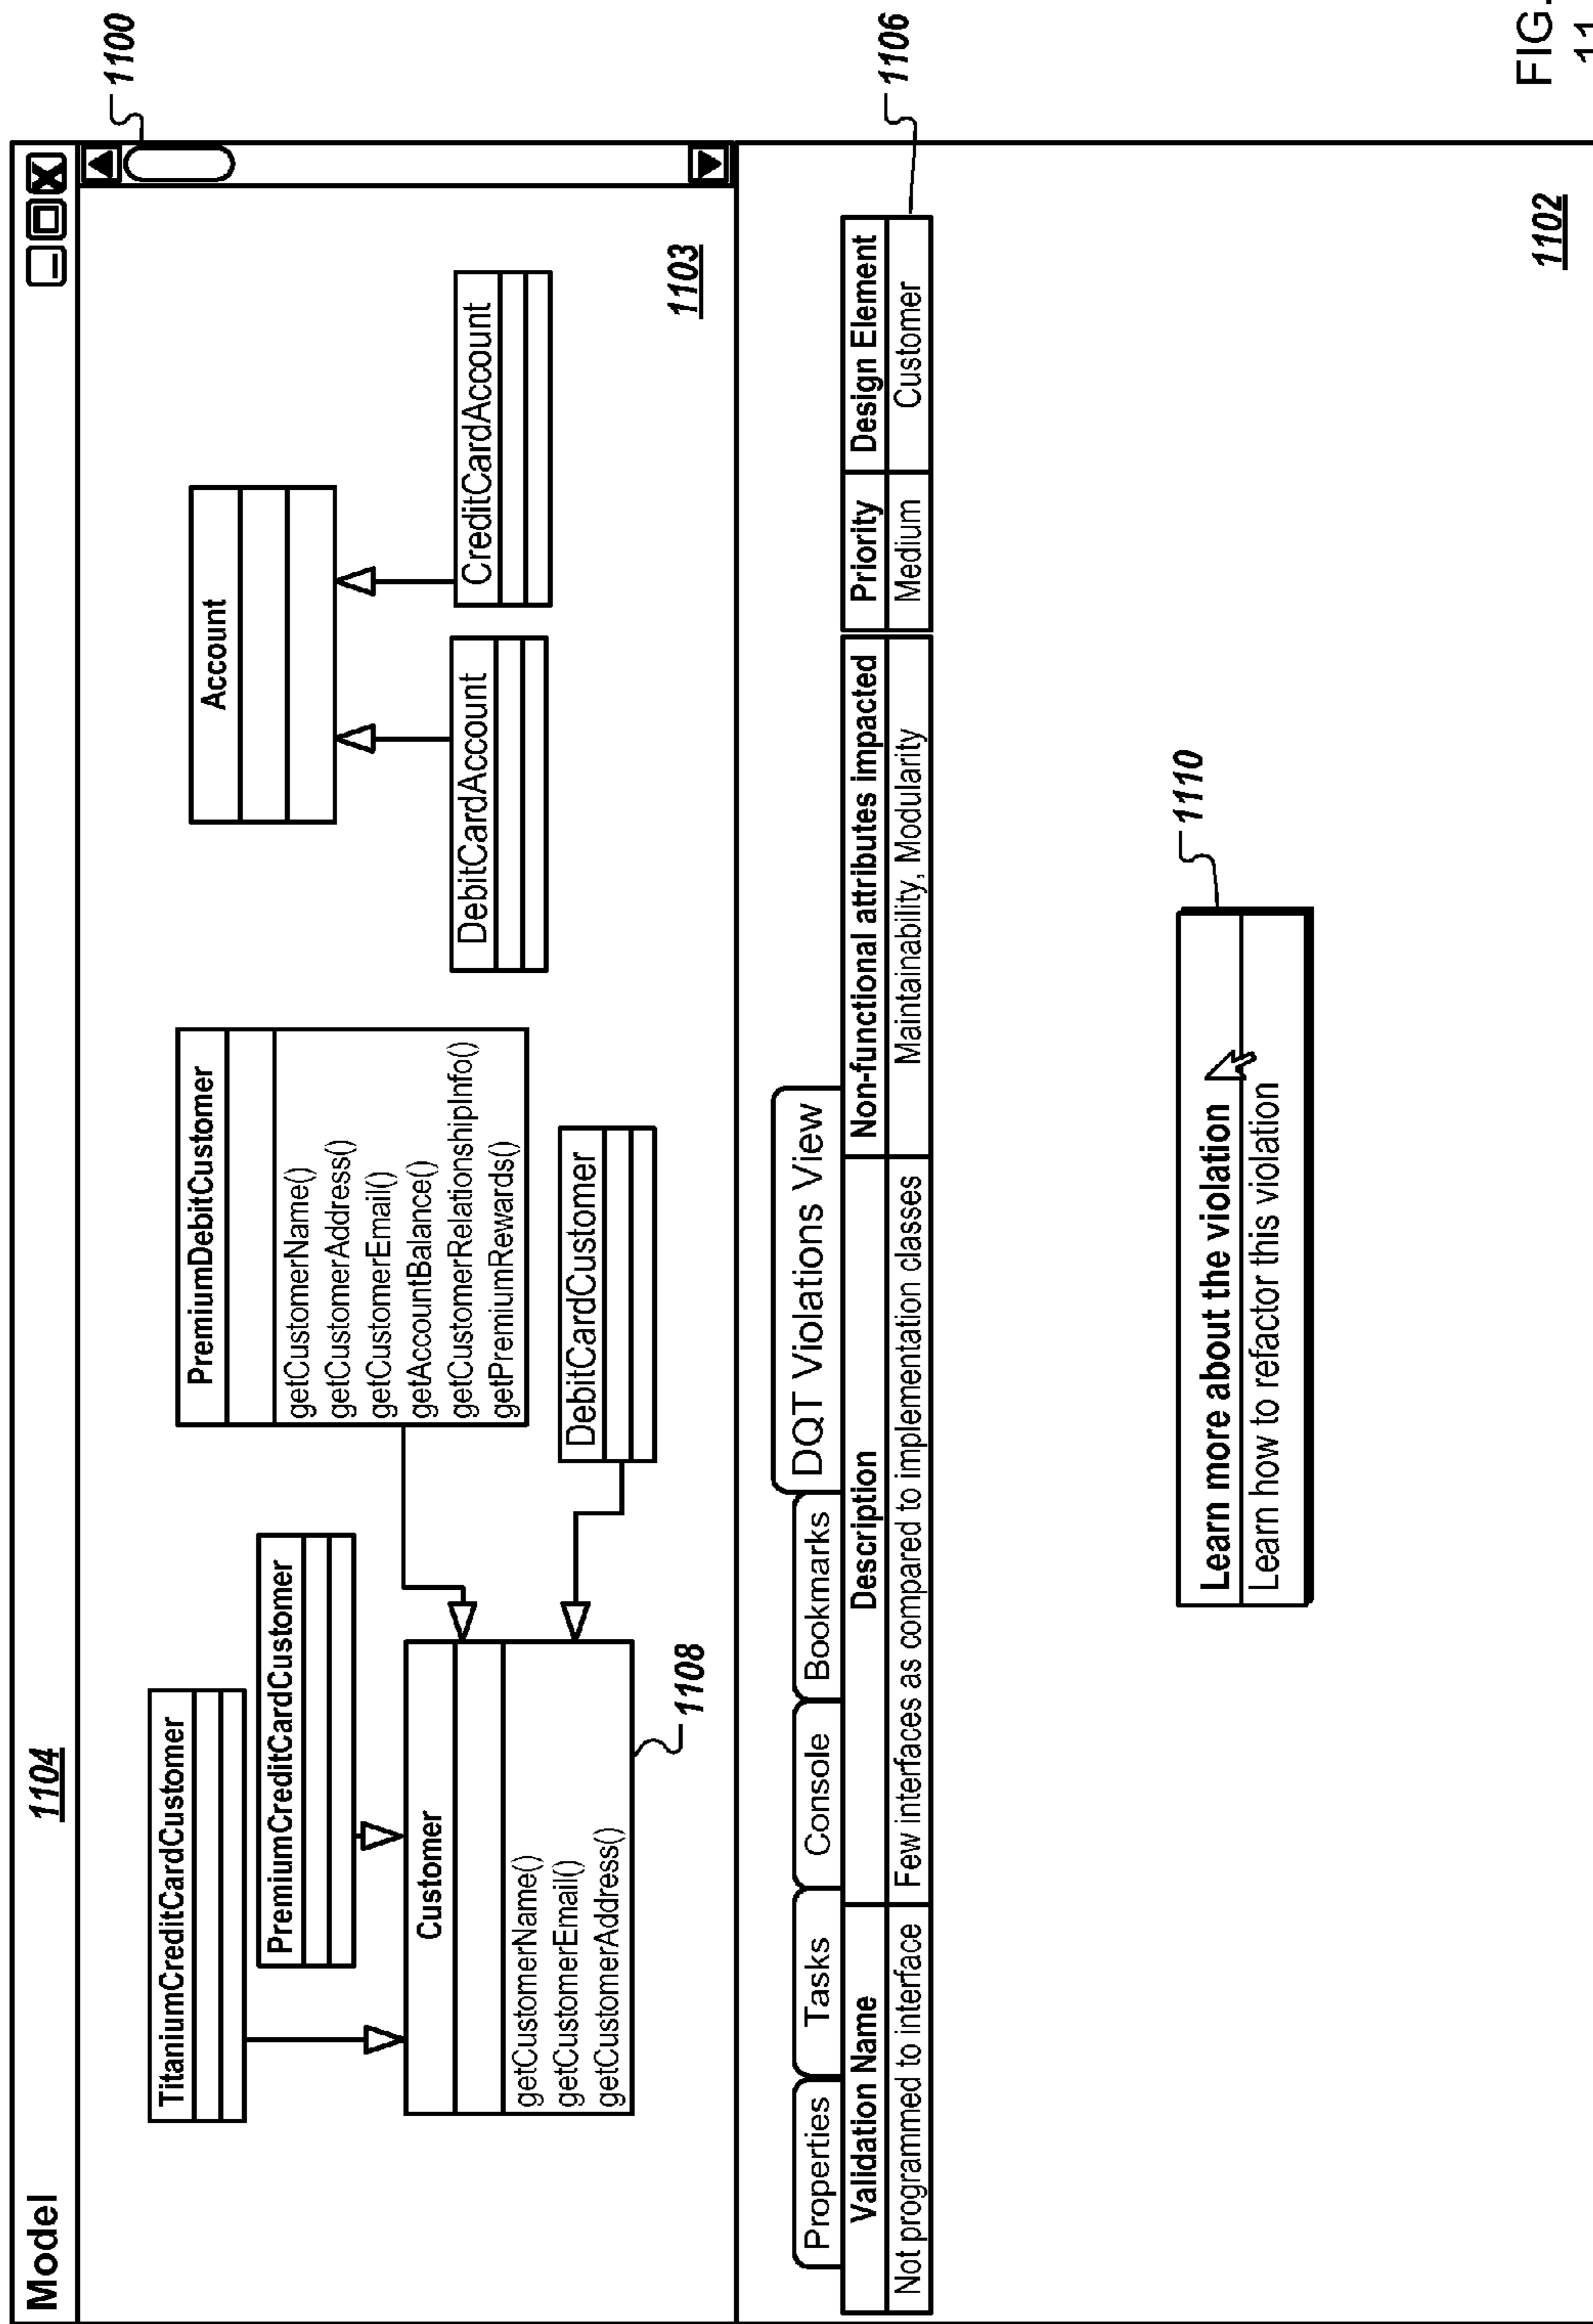 Model
1104
1100
TitaniumCreditCardCustomer
PremiumCreditCardCustomer
Customer
getCustomerName()
getCustomerEmail()
getCustomerAddress()
1108
PremiumDebitCustomer
getCustomerName()
getCustomerAddress()
getCustomerEmail()
getAccountBalance()
getCustomerRelationshipInfo()
getPremiumRewards()
DebitCardCustomer
Account
DebitCardAccount
CreditCardAccount
1103
Properties
Tasks
Console
Bookmarks
DQT Violations View
Validation Name
Description
Non-functional attributes impacted
Priority
Design Element
Not programmed to interface
Few interfaces as compared to implementation classes
Maintainability, Modularity
Medium
Customer
1106
Learn more about the violation
Learn how to refactor this violation
1110
1102
FIG.
11